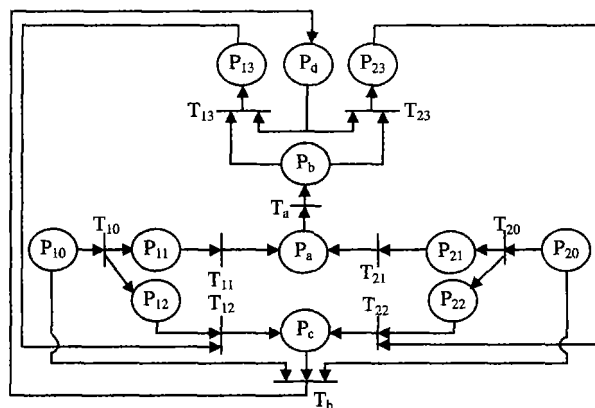 P13 Pd P23
T13 T23
Pb
Ta
T10 T20
P10 P11 Pa P21 P20
T11 T21
P12 T12 T22 P22
Pc
Tb